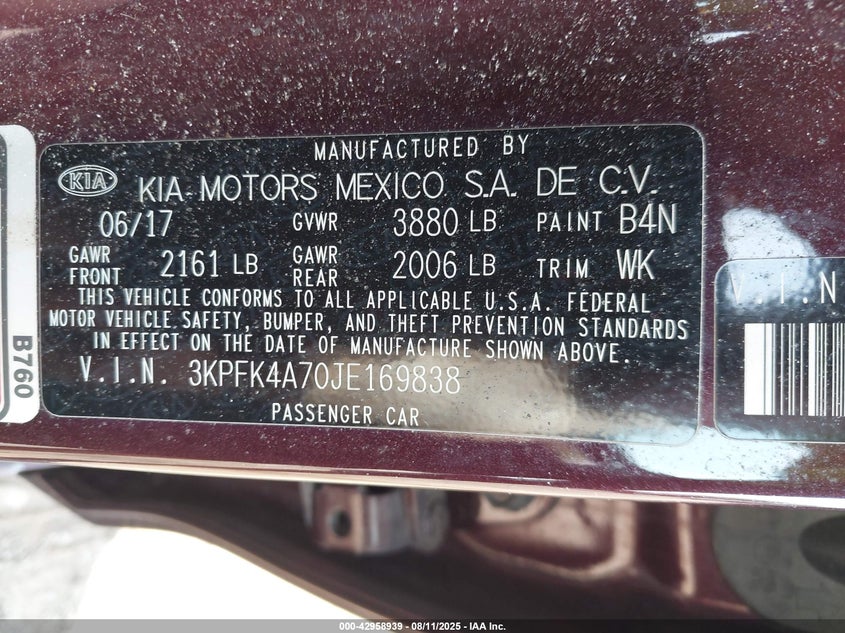 MANUFACTURED BY
KIA KIA MOTORS MEXICO S.A. DE C.V.
06/17 GVWR 3880 LB PAINT B4N
GAWR FRONT 2161 LB GAWR REAR 2006 LB TRIM WK
THIS VEHICLE CONFORMS TO ALL APPLICABLE U.S.A. FEDERAL
MOTOR VEHICLE SAFETY, BUMPER, AND THEFT PREVENTION STANDARDS
IN EFFECT ON THE DATE OF MANUFACTURE SHOWN ABOVE.
V.I.N. 3KPFK4A70JE169838
PASSENGER CAR
B760
V.I.N
000-42958939 - 08/11/2025 - IAA Inc.